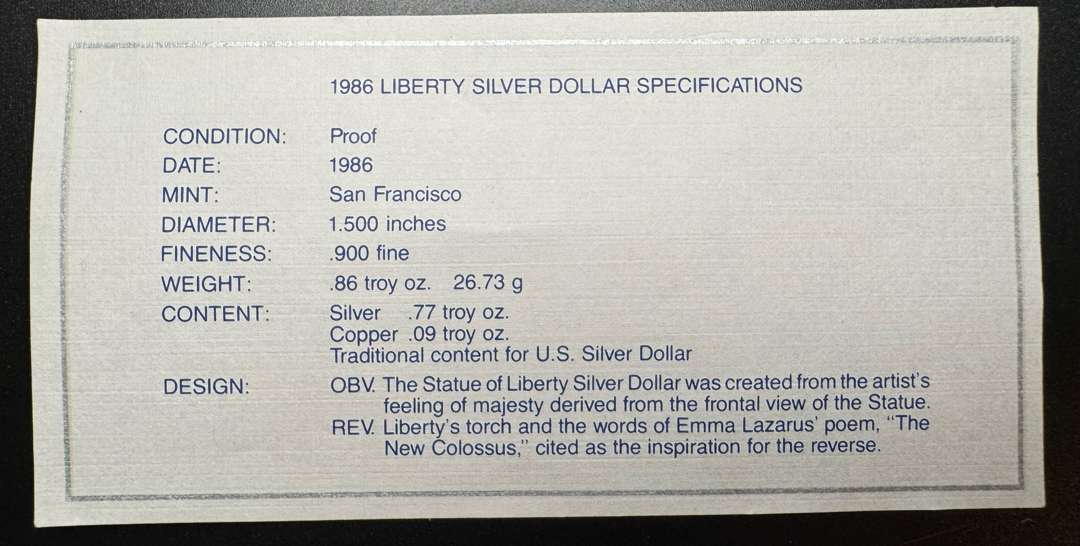 1986 LIBERTY SILVER DOLLAR SPECIFICATIONS
CONDITION: Proof
DATE: 1986
MINT: San Francisco
DIAMETER: 1.500 inches
FINENESS: .900 fine
WEIGHT: .86 troy oz. 26.73 g
CONTENT: Silver .77 troy oz.
Copper .09 troy oz.
Traditional content for U.S. Silver Dollar
DESIGN: OBV. The Statue of Liberty Silver Dollar was created from the artist's
feeling of majesty derived from the frontal view of the Statue.
REV. Liberty's torch and the words of Emma Lazarus' poem, "The
New Colossus," cited as the inspiration for the reverse.